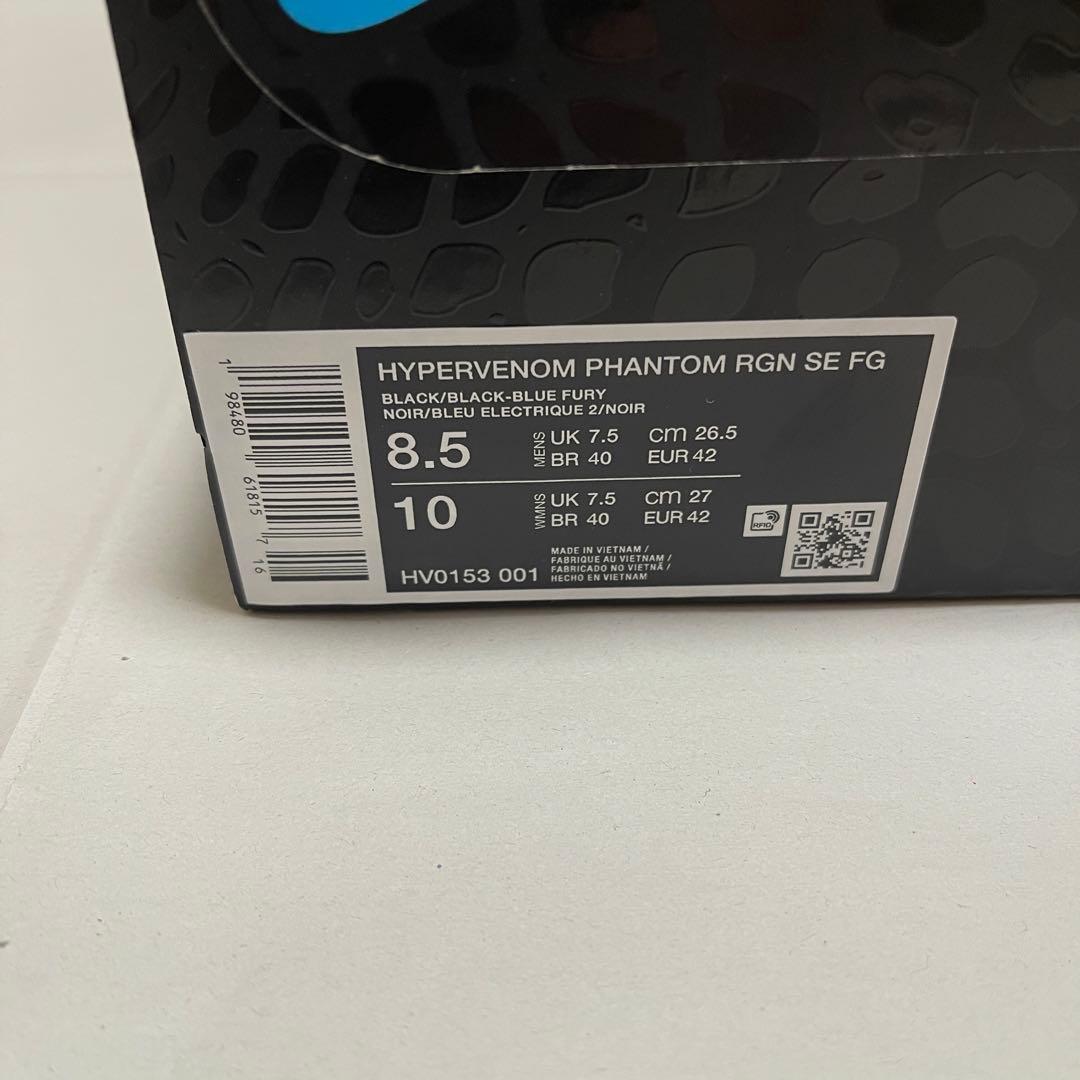 HYPERVENOM PHANTOM RGN SE FG
BLACK/BLACK-BLUE FURY
NOIR/BLEU ELECTRIQUE 2/NOIR
8.5 MENS UK 7.5 cm 26.5
BR 40 EUR 42
10 WMNS UK 7.5 cm 27
BR 40 EUR 42
RFID
HV0153 001
MADE IN VIETNAM /
FABRIQUE AU VIETNAM /
FABRICADO NO VIETNÃ /
HECHO EN VIETNAM
1 98480 61815 7 16